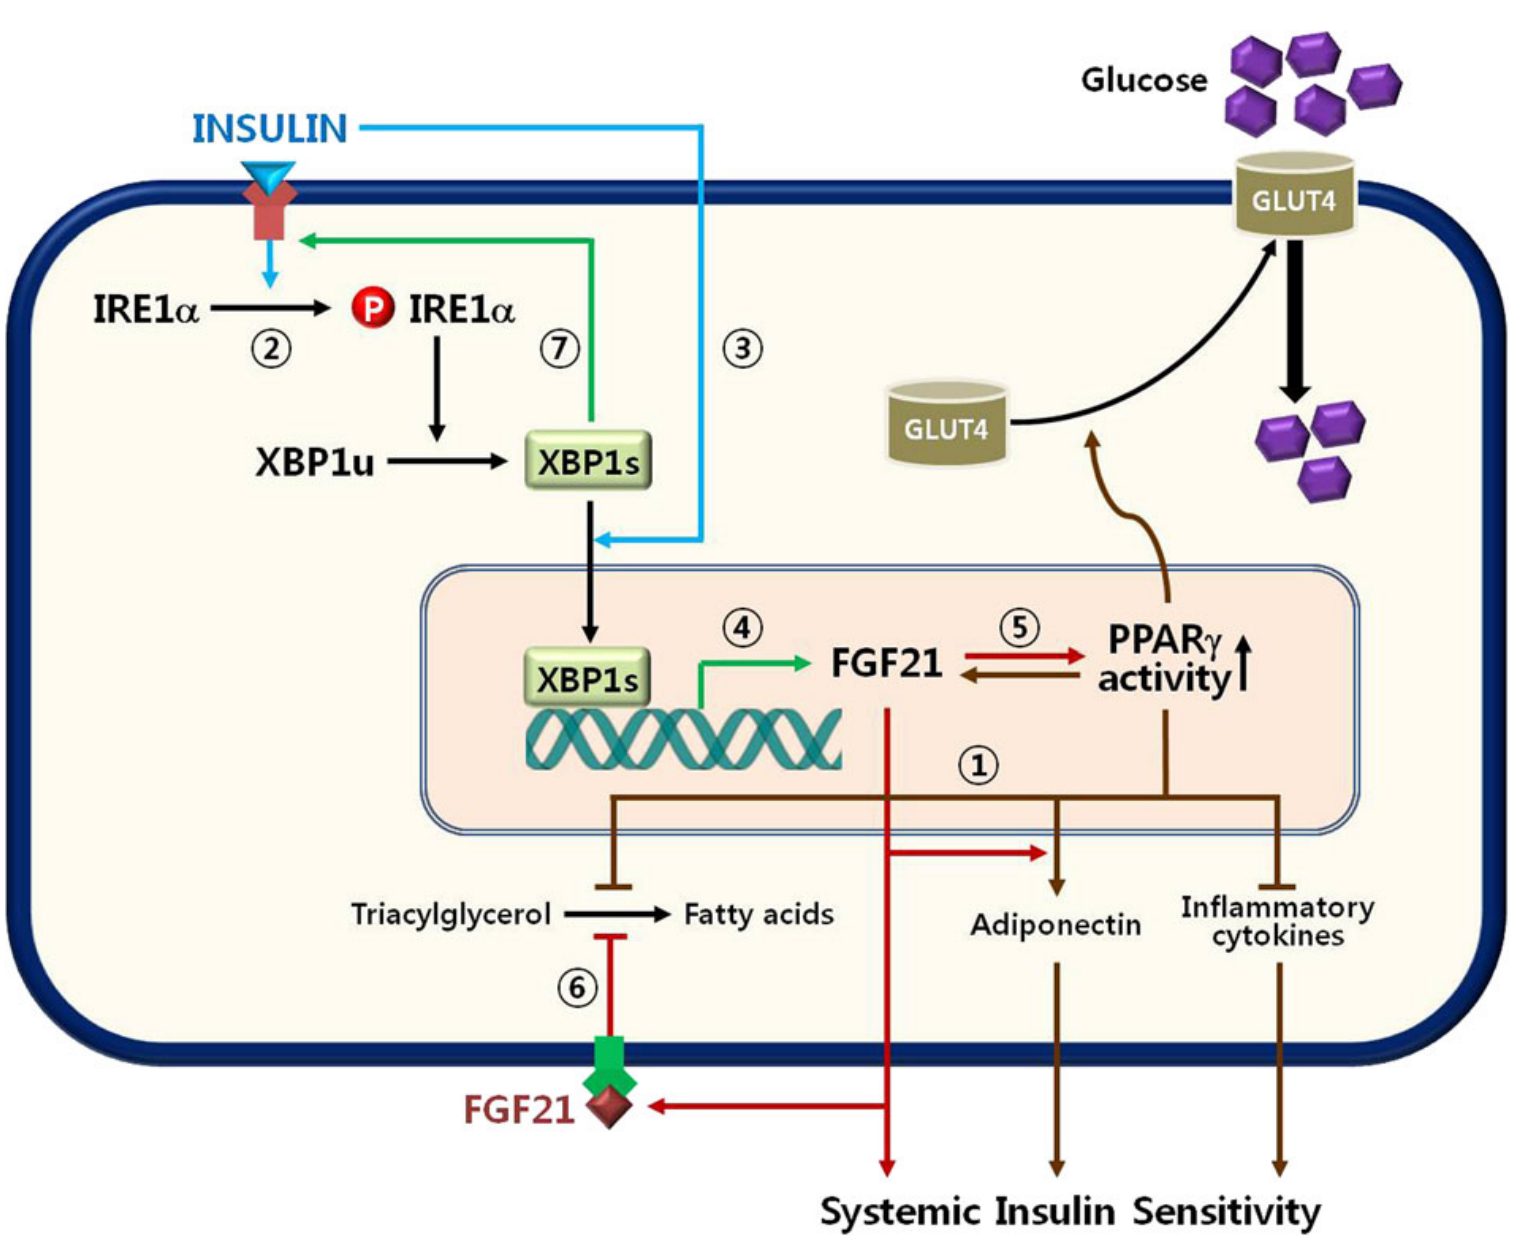 Glucose
INSULIN
GLUT4
IRE1α
P
IRE1α
②
⑦
③
GLUT4
XBP1u
XBP1s
④
⑤
XBP1s
FGF21
PPARγ
activity
①
Triacylglycerol
Fatty acids
Adiponectin
Inflammatory
cytokines
⑥
FGF21
Systemic Insulin Sensitivity